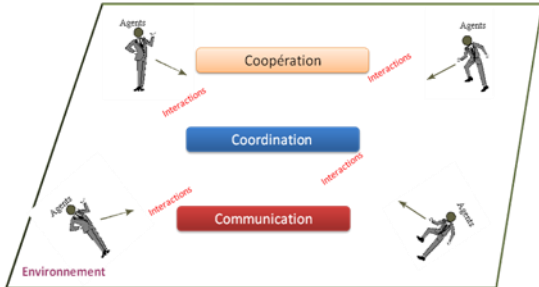 Agents
Agents
Coopération
Interactions
Interactions
Coordination
Interactions
Interactions
Agents
Agents
Communication
Environnement